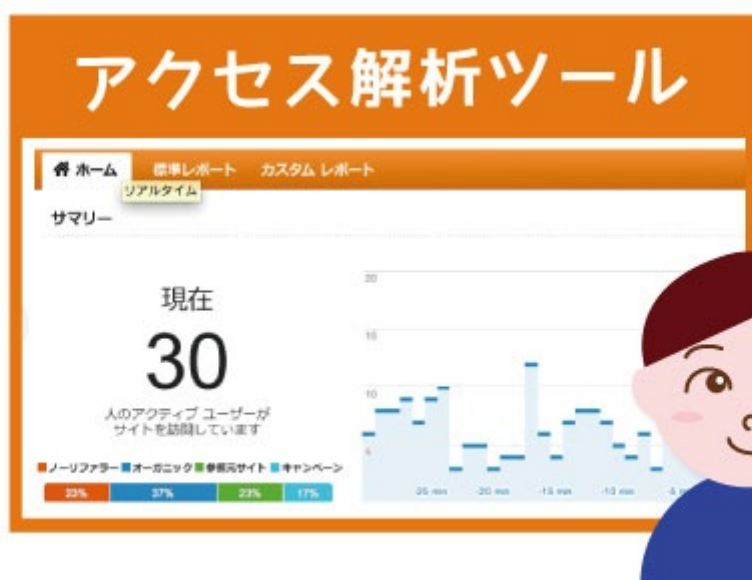 アクセス解析ツール
ホーム 標準レポート カスタム レポート
リアルタイム
サマリー
現在
30
人のアクティブ ユーザーが
サイトを訪問しています
ノーリファラー オーガニック 参照元サイト キャンペーン
23% 37% 23% 17%
20
15
10
5
-25 min -20 min -15 min -10 min -5 min